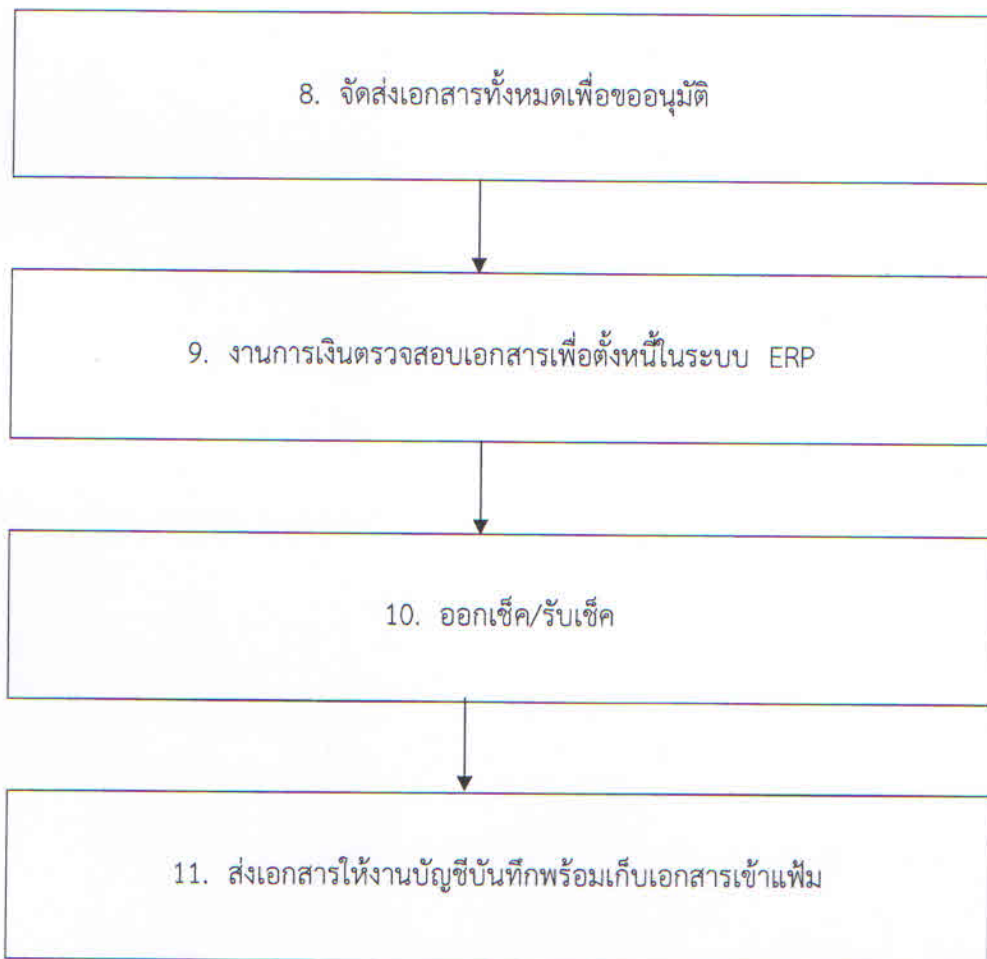 8. จัดส่งเอกสารทั้งหมดเพื่อขออนุมัติ
9. งานการเงินตรวจสอบเอกสารเพื่อตั้งหนี้ในระบบ ERP
10. ออกเช็ค/รับเช็ค
11. ส่งเอกสารให้งานบัญชีบันทึกพร้อมเก็บเอกสารเข้าแฟ้ม